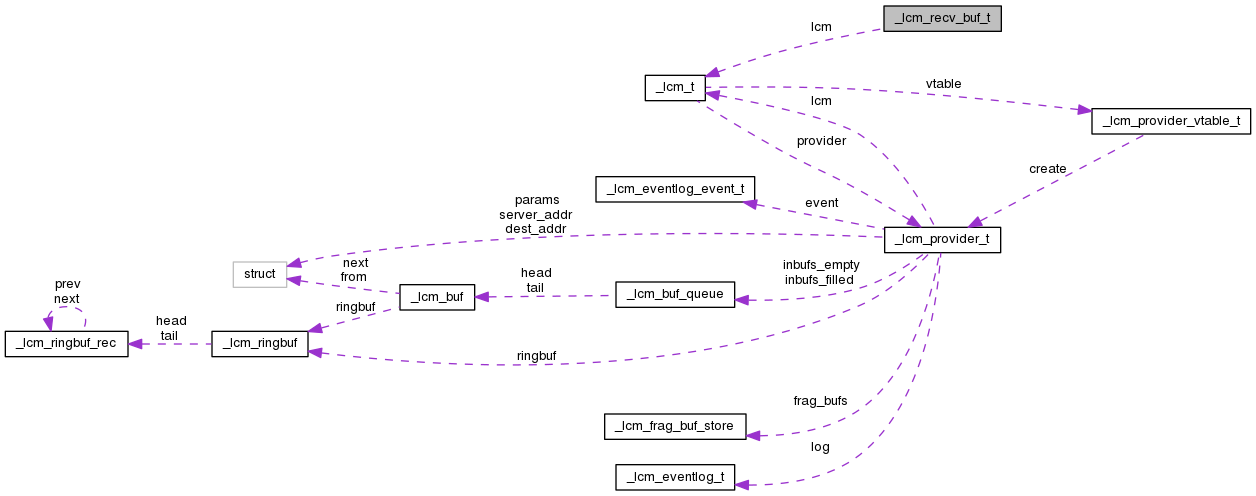 _lcm_recv_buf_t
lcm
_lcm_t
vtable
lcm
_lcm_provider_vtable_t
provider
create
_lcm_eventlog_event_t
event
params
server_addr
dest_addr
_lcm_provider_t
struct
next
from
inbufs_empty
inbufs_filled
head
tail
_lcm_buf
_lcm_buf_queue
prev
next
ringbuf
head
tail
_lcm_ringbuf_rec
_lcm_ringbuf
ringbuf
frag_bufs
_lcm_frag_buf_store
log
_lcm_eventlog_t